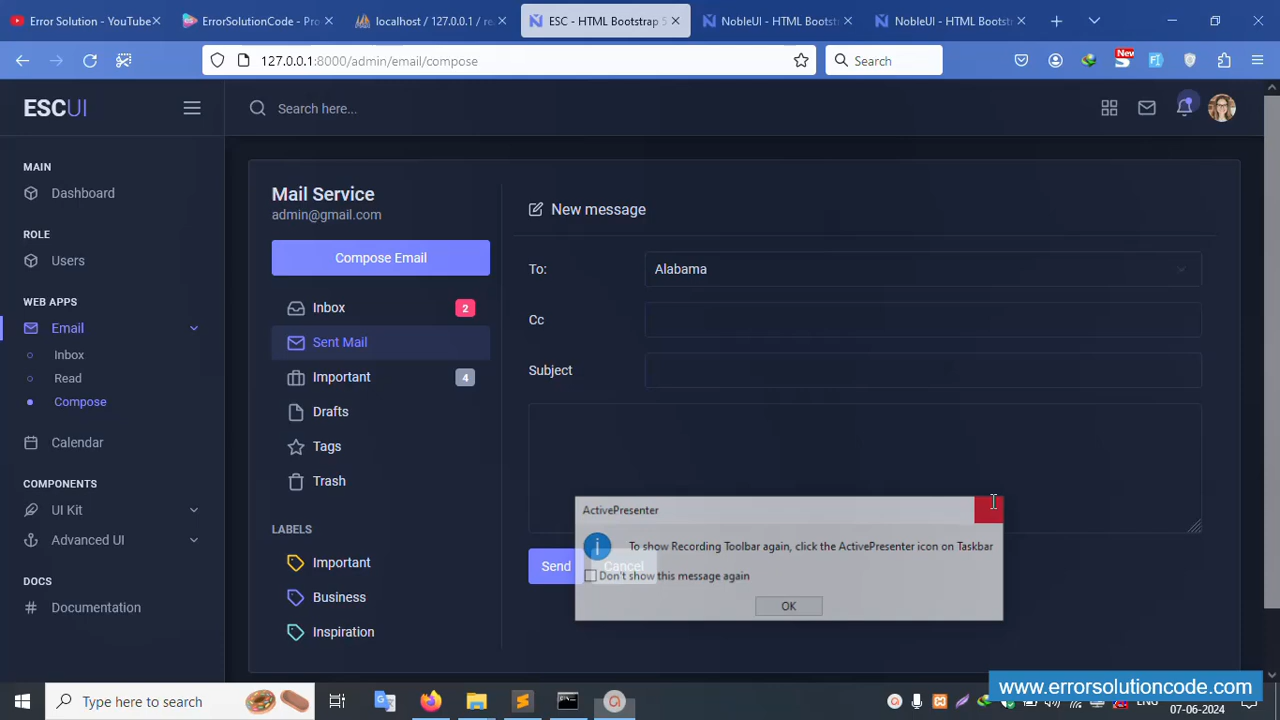 Error Solution - YouTube
ErrorSolutionCode - Pro
localhost / 127.0.0.1 / re
ESC - HTML Bootstrap 5
NobleUI - HTML Bootst
NobleUI - HTML Bootst
127.0.0.1:8000/admin/email/compose
Search
New
ESCUI
Search here...
MAIN
Dashboard
ROLE
Users
WEB APPS
Email
Inbox
Read
Compose
Calendar
COMPONENTS
UI Kit
Advanced UI
DOCS
Documentation
Mail Service
admin@gmail.com
Compose Email
Inbox 2
Sent Mail
Important 4
Drafts
Tags
Trash
LABELS
Important
Business
Inspiration
New message
To: Alabama
Cc
Subject
Send Cancel
ActivePresenter
To show Recording Toolbar again, click the ActivePresenter icon on Taskbar
Don't show this message again
OK
Type here to search
www.errorsolutioncode.com
07-06-2024